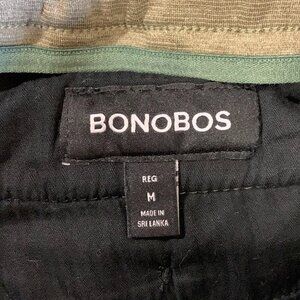 BONOBOS
REG
M
MADE IN
SRI LANKA